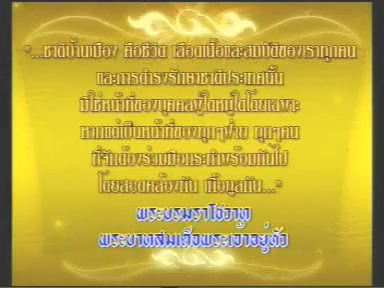 "...ชาติบ้านเมือง คือชีวิต เลือดเนื้อและสมบัติของเราทุกคน
และการดำรงรักษาชาติประเทศนั้น
มิใช่หน้าที่ของบุคคลผู้ใดหมู่ใดโดยเฉพาะ
หากแต่เป็นหน้าที่ของทุกๆฝ่าย ทุกๆคน
ที่จะต้องร่วมมือกระทำพร้อมกันไป
โดยสอดคล้องกัน เกื้อกูลกัน..."
พระบรมราโชวาท
พระบาทสมเด็จพระเจ้าอยู่หัว